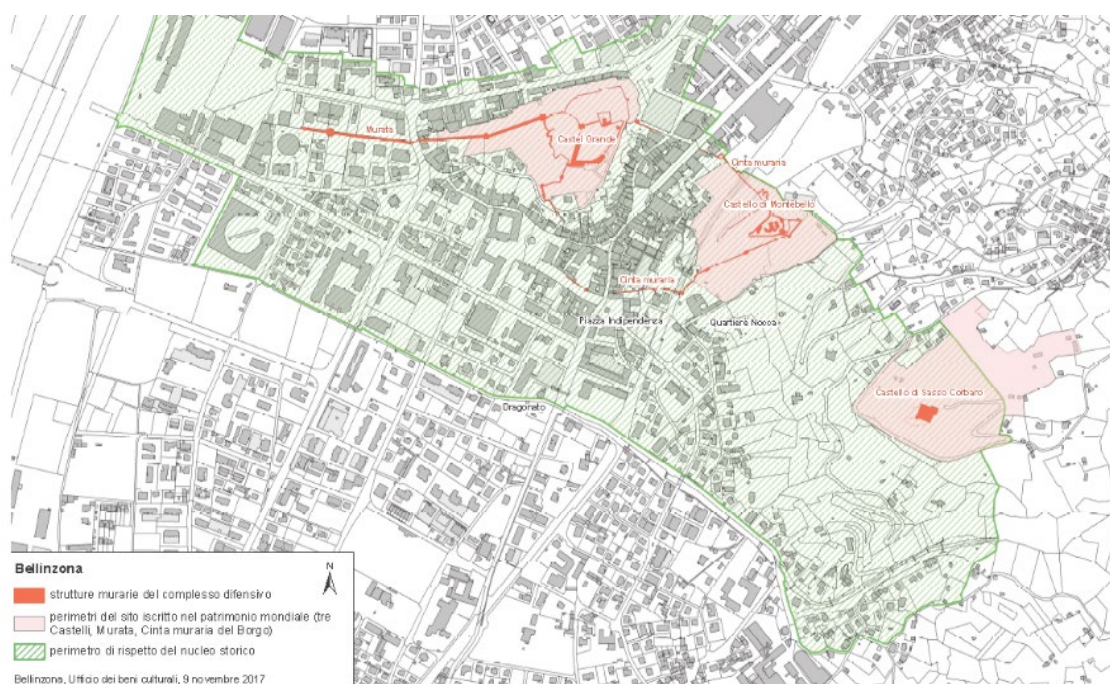 Murata
Castel Grande
Cinta muraria
Castello di Montebello
Cinta muraria
Piazza Indipendenza
Quartiere Nocca
Castello di Sasso Corbaro
Dragonato
Bellinzona
N
strutture murarie del complesso difensivo
perimetri del sito iscritto nel patrimonio mondiale (tre
Castelli, Murata, Cinta muraria del Borgo)
perimetro di rispetto del nucleo storico
Bellinzona, Ufficio dei beni culturali, 9 novembre 2017